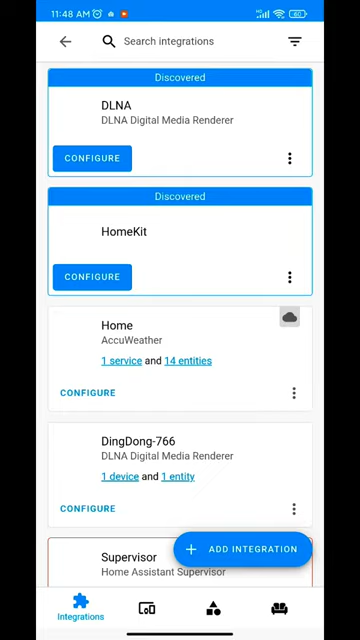 11:48 AM
60
Search integrations
Discovered
DLNA
DLNA Digital Media Renderer
CONFIGURE
Discovered
HomeKit
CONFIGURE
Home
AccuWeather
1 service and 14 entities
CONFIGURE
DingDong-766
DLNA Digital Media Renderer
1 device and 1 entity
CONFIGURE
+ ADD INTEGRATION
Supervisor
Home Assistant Supervisor
Integrations